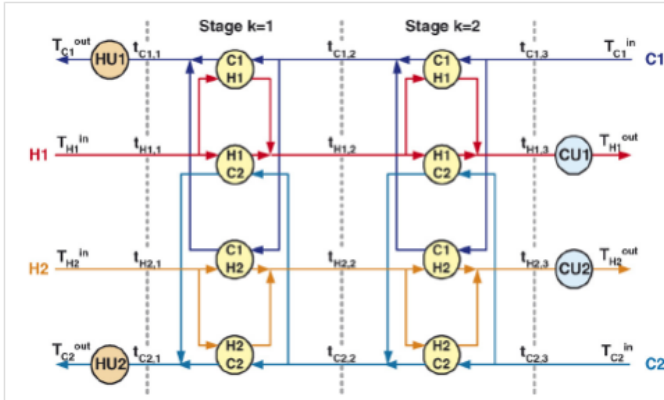 Stage k=1 Stage k=2
T_C1^out HU1 t_C1,1 C1 H1 t_C1,2 C1 H1 t_C1,3 T_C1^in C1
H1 T_H1^in t_H1,1 H1 C2 t_H1,2 H1 C2 t_H1,3 CU1 T_H1^out
H2 T_H2^in t_H2,1 C1 H2 t_H2,2 C1 H2 t_H2,3 CU2 T_H2^out
T_C2^out HU2 t_C2,1 H2 C2 t_C2,2 H2 C2 t_C2,3 T_C2^in C2